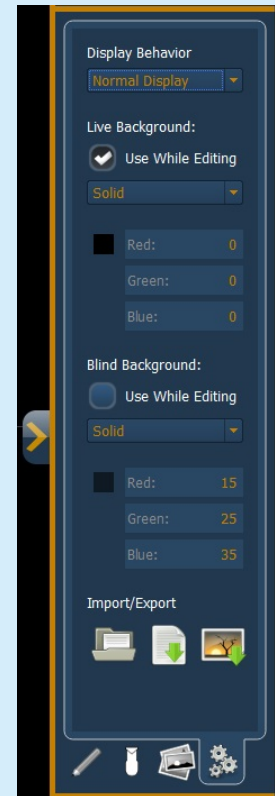 Display Behavior
Normal Display
Live Background:
Use While Editing
Solid
Red: 0
Green: 0
Blue: 0
Blind Background:
Use While Editing
Solid
Red: 15
Green: 25
Blue: 35
Import/Export